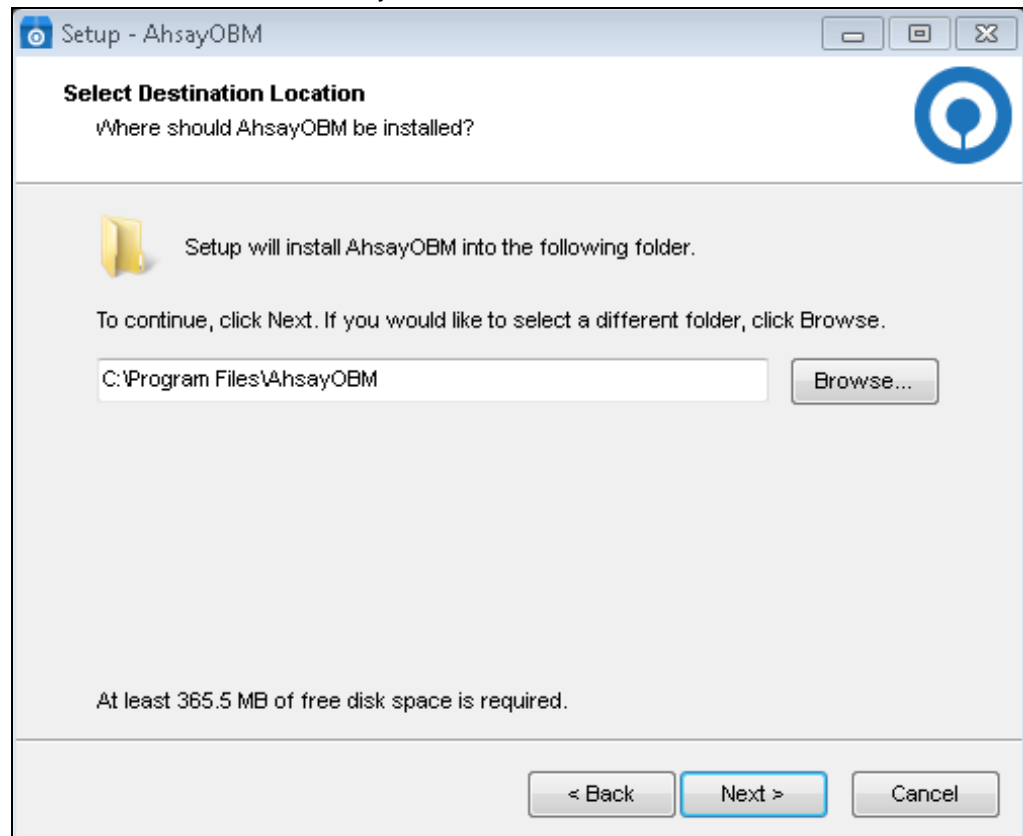 Setup - AhsayOBM
Select Destination Location
Where should AhsayOBM be installed?
Setup will install AhsayOBM into the following folder.
To continue, click Next. If you would like to select a different folder, click Browse.
C:\Program Files\AhsayOBM
Browse...
At least 365.5 MB of free disk space is required.
< Back
Next >
Cancel